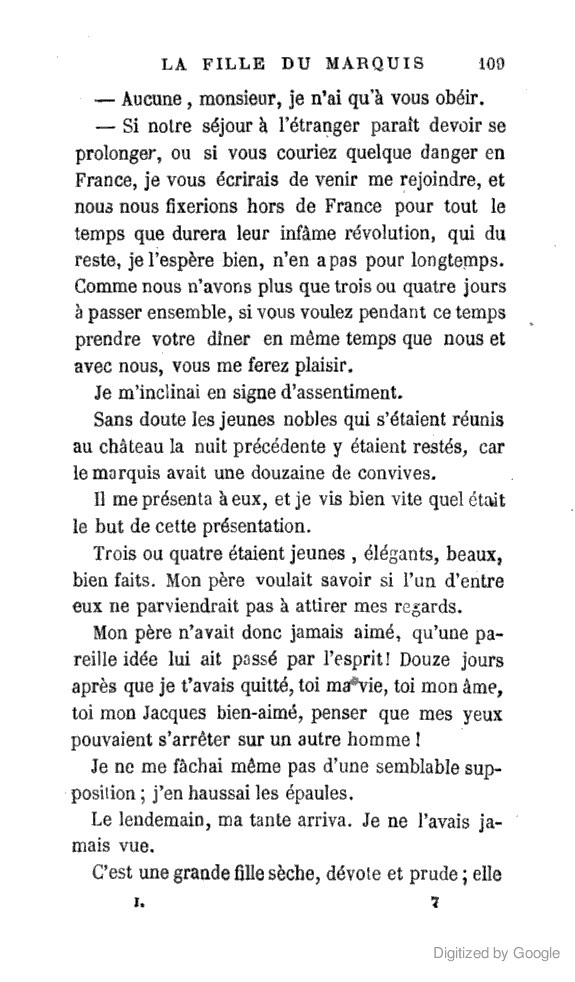 LA FILLE DU MARQUIS 109
— Aucune, monsieur, je n'ai qu'à vous obéir.
— Si notre séjour à l'étranger paraît devoir se
prolonger, ou si vous couriez quelque danger en
France, je vous écrirais de venir me rejoindre, et
nous nous fixerions hors de France pour tout le
temps que durera leur infâme révolution, qui du
reste, je l'espère bien, n'en a pas pour longtemps.
Comme nous n'avons plus que trois ou quatre jours
à passer ensemble, si vous voulez pendant ce temps
prendre votre dîner en même temps que nous et
avec nous, vous me ferez plaisir.
Je m'inclinai en signe d'assentiment.
Sans doute les jeunes nobles qui s'étaient réunis
au château la nuit précédente y étaient restés, car
le marquis avait une douzaine de convives.
Il me présenta à eux, et je vis bien vite quel était
le but de cette présentation.
Trois ou quatre étaient jeunes, élégants, beaux,
bien faits. Mon père voulait savoir si l'un d'entre
eux ne parviendrait pas à attirer mes regards.
Mon père n'avait donc jamais aimé, qu'une pa-
reille idée lui ait passé par l'esprit! Douze jours
après que je t'avais quitté, toi ma vie, toi mon âme,
toi mon Jacques bien-aimé, penser que mes yeux
pouvaient s'arrêter sur un autre homme!
Je ne me fâchai même pas d'une semblable sup-
position; j'en haussai les épaules.
Le lendemain, ma tante arriva. Je ne l'avais ja-
mais vue.
C'est une grande fille sèche, dévote et prude; elle
I. 7
Digitized by Google